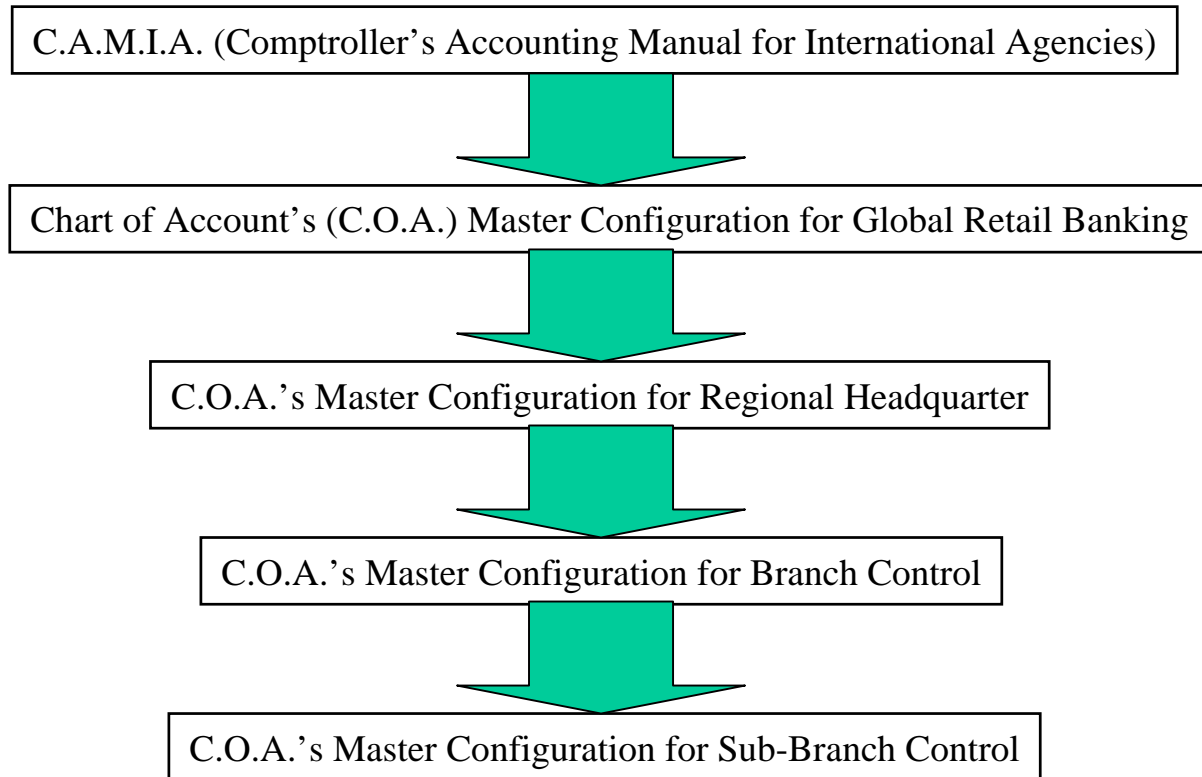 C.A.M.I.A. (Comptroller’s Accounting Manual for International Agencies)
Chart of Account’s (C.O.A.) Master Configuration for Global Retail Banking
C.O.A.’s Master Configuration for Regional Headquarter
C.O.A.’s Master Configuration for Branch Control
C.O.A.’s Master Configuration for Sub-Branch Control